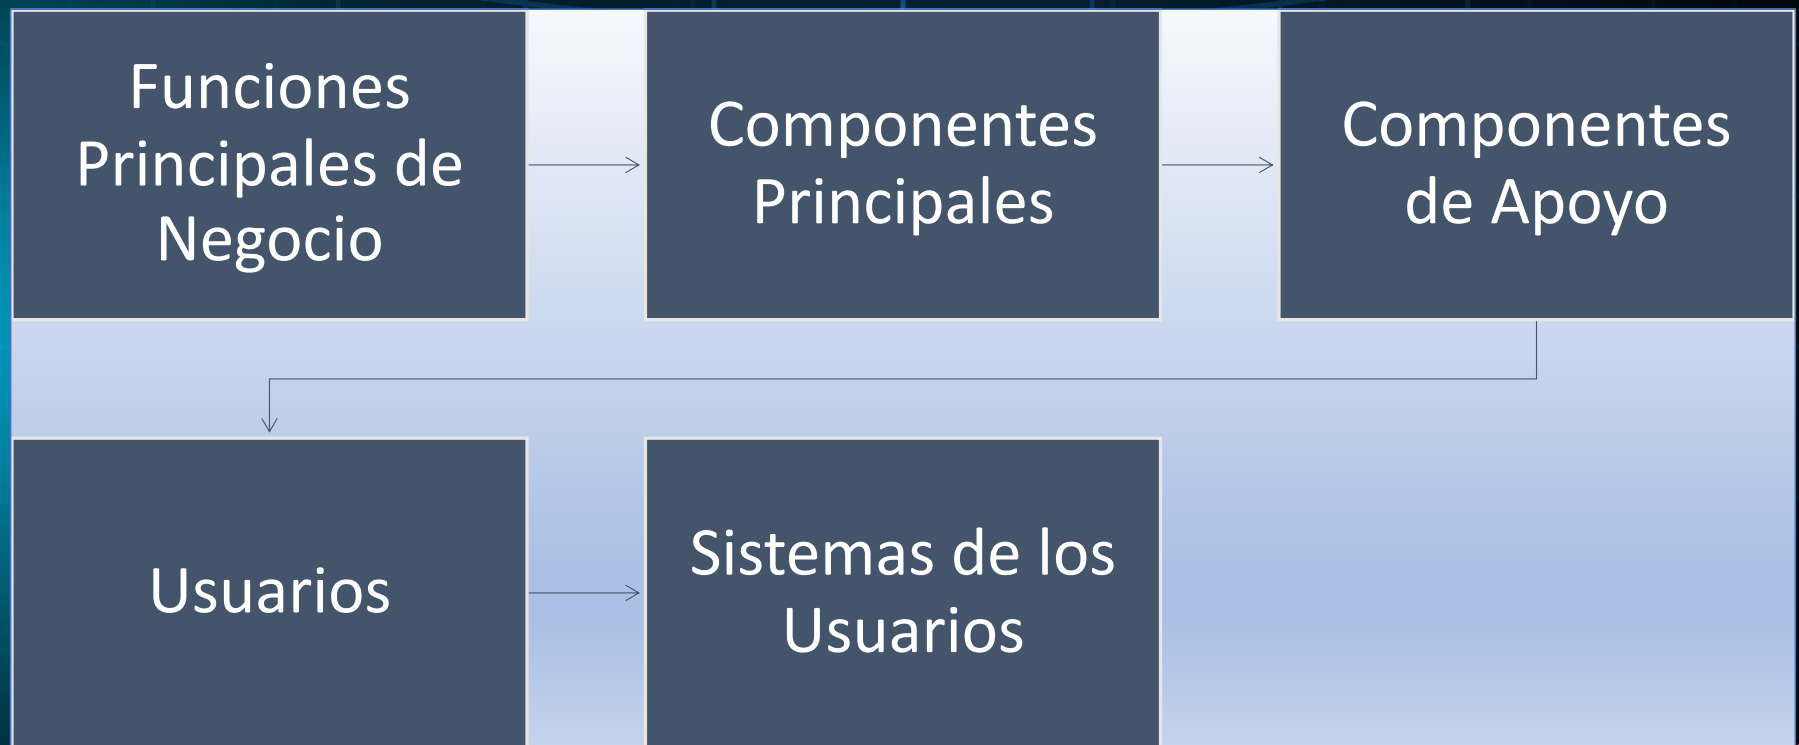 Funciones
Principales de
Negocio
Componentes
Principales
Componentes
de Apoyo
Usuarios
Sistemas de los
Usuarios